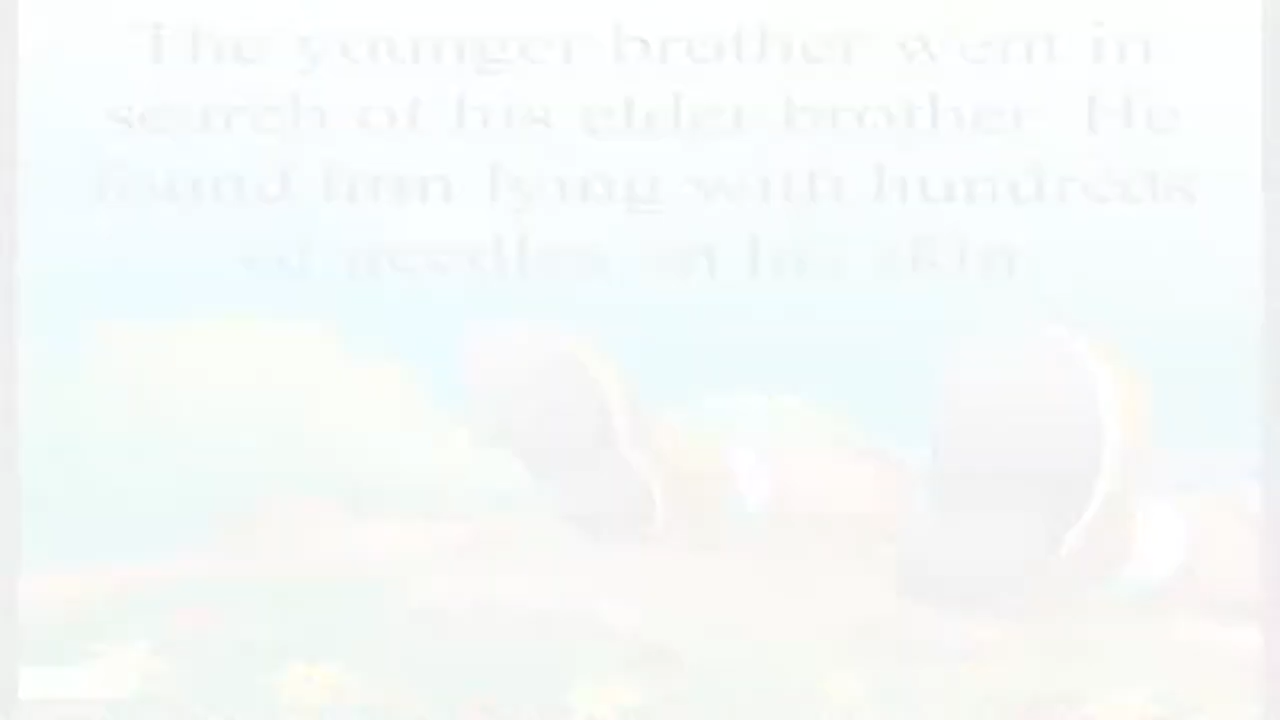 The younger brother went in
search of his elder brother. He
found him lying with hundreds
of needles on his skin